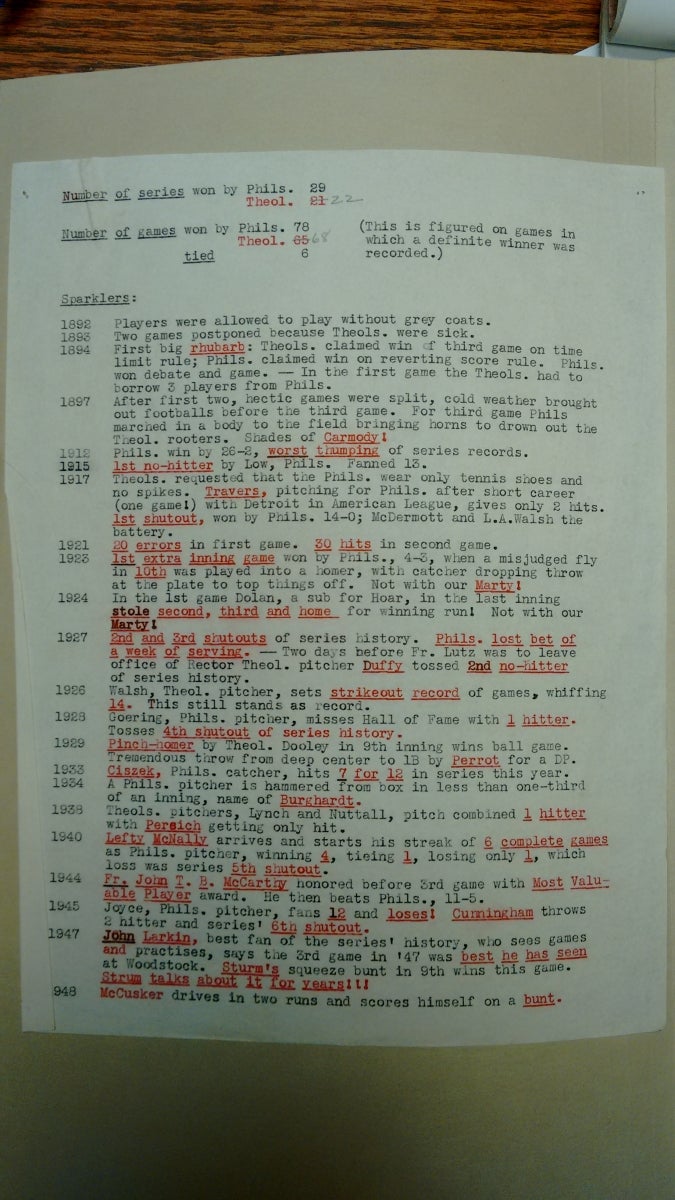 Number of series won by Phils. 29
Theol. 21 22
Number of games won by Phils. 78 (This is figured on games in
Theol. 65 68 which a definite winner was
tied 6 recorded.)
Sparklers:
1892 Players were allowed to play without grey coats.
1893 Two games postponed because Theols. were sick.
1894 First big rhubarb: Theols. claimed win of third game on time
limit rule; Phils. claimed win on reverting score rule. Phils.
won debate and game. -- In the first game the Theols. had to
borrow 3 players from Phils.
1897 After first two, hectic games were split, cold weather brought
out footballs before the third game. For third game Phils
marched in a body to the field bringing horns to drown out the
Theol. rooters. Shades of Carmody!
1912 Phils. win by 26-2, worst thumping of series records.
1915 1st no-hitter by Low, Phils. Fanned 13.
1917 Theols. requested that the Phils. wear only tennis shoes and
no spikes. Travers, pitching for Phils. after short career
(one game!) with Detroit in American League, gives only 2 hits.
1st shutout, won by Phils. 14-0; McDermott and L.A.Walsh the
battery.
1921 20 errors in first game. 30 hits in second game.
1923 1st extra inning game won by Phils., 4-3, when a misjudged fly
in 10th was played into a homer, with catcher dropping throw
at the plate to top things off. Not with our Marty!
1924 In the 1st game Dolan, a sub for Hoar, in the last inning
stole second, third and home for winning run! Not with our
Marty!
1927 2nd and 3rd shutouts of series history. Phils. lost bet of
a week of serving. -- Two days before Fr. Lutz was to leave
office of Rector Theol. pitcher Duffy tossed 2nd no-hitter
of series history.
1926 Walsh, Theol. pitcher, sets strikeout record of games, whiffing
14. This still stands as record.
1928 Goering, Phils. pitcher, misses Hall of Fame with 1 hitter.
Tosses 4th shutout of series history.
1929 Pinch-homer by Theol. Dooley in 9th inning wins ball game.
Tremendous throw from deep center to 1B by Perrot for a DP.
1933 Ciszek, Phils. catcher, hits 7 for 12 in series this year.
1934 A Phils. pitcher is hammered from box in less than one-third
of an inning, name of Burghardt.
1938 Theols. pitchers, Lynch and Nuttall, pitch combined 1 hitter
with Persich getting only hit.
1940 Lefty McNally arrives and starts his streak of 6 complete games
as Phils. pitcher, winning 4, tieing 1, losing only 1, which
loss was series 5th shutout.
1944 Fr. John T. B. McCarthy honored before 3rd game with Most Valu-
able Player award. He then beats Phils., 11-5.
1945 Joyce, Phils. pitcher, fans 12 and loses! Cunningham throws
2 hitter and series' 6th shutout.
1947 John Larkin, best fan of the series' history, who sees games
and practises, says the 3rd game in '47 was best he has seen
at Woodstock. Sturm's squeeze bunt in 9th wins this game.
Strum talks about it for years!!!
948 McCusker drives in two runs and scores himself on a bunt.